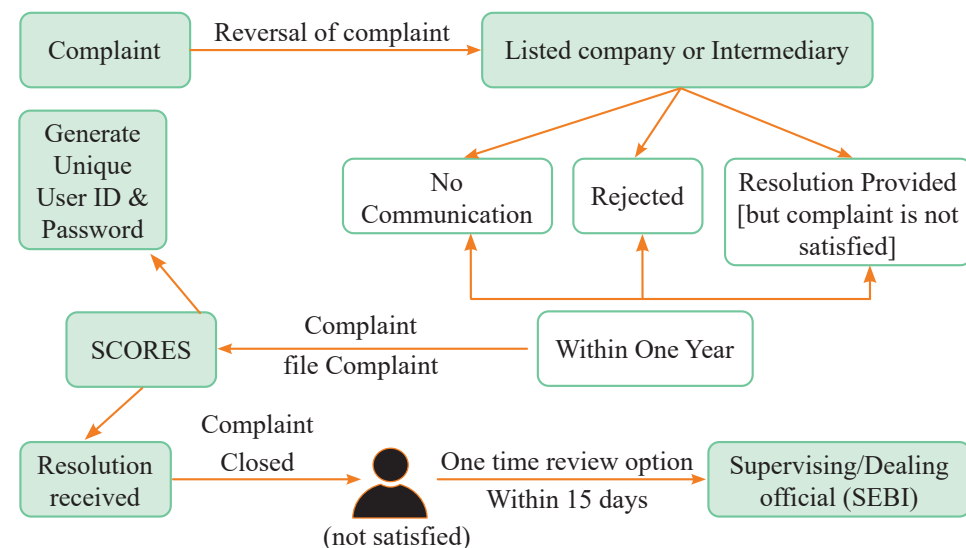 Complaint
Reversal of complaint
Listed company or Intermediary
Generate
Unique
User ID &
Password
No
Communication
Rejected
Resolution Provided
[but complaint is not
satisfied]
SCORES
Complaint
file Complaint
Within One Year
Resolution
received
Complaint
Closed
(not satisfied)
One time review option
Within 15 days
Supervising/Dealing
official (SEBI)